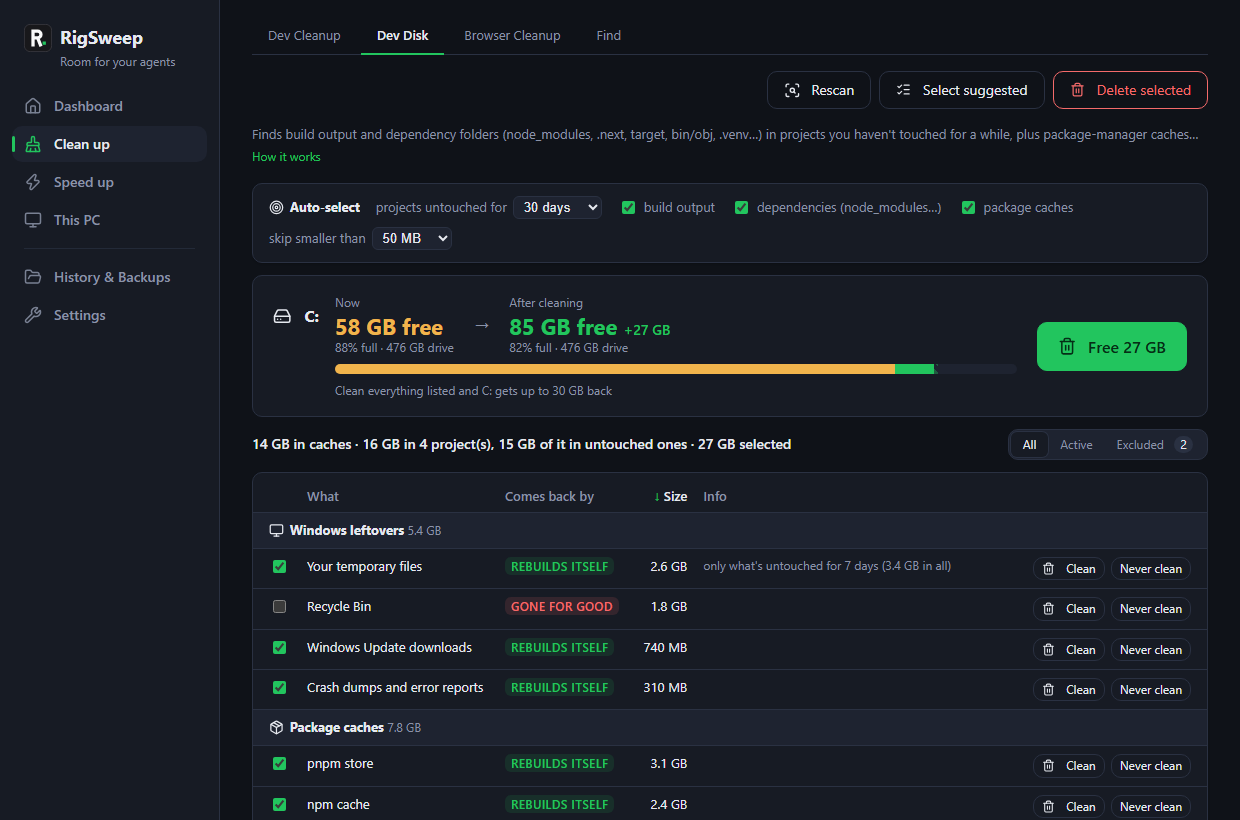 R.
RigSweep
Room for your agents
Dashboard
Clean up
Speed up
This PC
History & Backups
Settings
Dev Cleanup Dev Disk Browser Cleanup Find
Rescan Select suggested Delete selected
Finds build output and dependency folders (node_modules, .next, target, bin/obj, .venv...) in projects you haven't touched for a while, plus package-manager caches...
How it works
Auto-select projects untouched for 30 days build output dependencies (node_modules...) package caches
skip smaller than 50 MB
C:
Now
58 GB free
88% full · 476 GB drive
→
After cleaning
85 GB free +27 GB
82% full · 476 GB drive
Clean everything listed and C: gets up to 30 GB back
Free 27 GB
14 GB in caches · 16 GB in 4 project(s), 15 GB of it in untouched ones · 27 GB selected
All Active Excluded 2
What Comes back by ↓ Size Info
Windows leftovers 5.4 GB
Your temporary files REBUILDS ITSELF 2.6 GB only what's untouched for 7 days (3.4 GB in all) Clean Never clean
Recycle Bin GONE FOR GOOD 1.8 GB Clean Never clean
Windows Update downloads REBUILDS ITSELF 740 MB Clean Never clean
Crash dumps and error reports REBUILDS ITSELF 310 MB Clean Never clean
Package caches 7.8 GB
pnpm store REBUILDS ITSELF 3.1 GB Clean Never clean
npm cache REBUILDS ITSELF 2.4 GB Clean Never clean